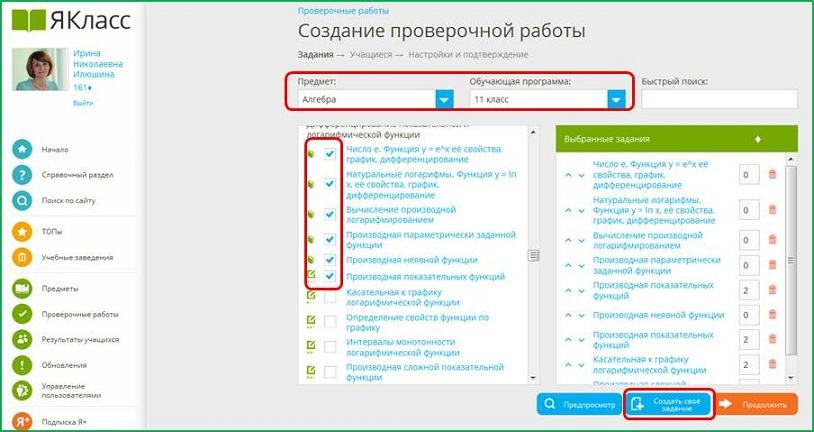 ЯКласс
Ирина
Николаевна
Илюшина
161♦
Выйти
Начало
Справочный раздел
Поиск по сайту
ТОПы
Учебные заведения
Предметы
Проверочные работы
Результаты учащихся
Обновления
Управление
пользователями
Я+
Подписка Я+
Проверочные работы
Создание проверочной работы
Задания → Учащиеся → Настройки и подтверждение
Предмет:
Обучающая программа:
Быстрый поиск:
Алгебра
11 класс
Дифференцирование показательной и
логарифмической функции
Число e. Функция y = e^x её свойства,
график, дифференцирование
Натуральные логарифмы. Функция y = ln
x, её свойства, график,
дифференцирование
Вычисление производной
логарифмированием
Производная параметрически заданной
функции
Производная неявной функции
Производная показательных функций
Касательная к графику
логарифмической функции
Определение свойств функции по
графику
Интервалы монотонности
логарифмической функции
Производная сложной показательной
функции
Выбранные задания ♦
Число e. Функция y = e^x её
свойства, график,
дифференцирование
0
Натуральные логарифмы.
Функция y = ln x, её свойства,
график, дифференцирование
0
Вычисление производной
логарифмированием
0
Производная параметрически
заданной функции
0
Производная показательных
функций
2
Производная неявной функции
0
Производная показательных
функций
2
Касательная к графику
логарифмической функции
2
Производная сложной
Предпросмотр
Создать своё
задание
Продолжить